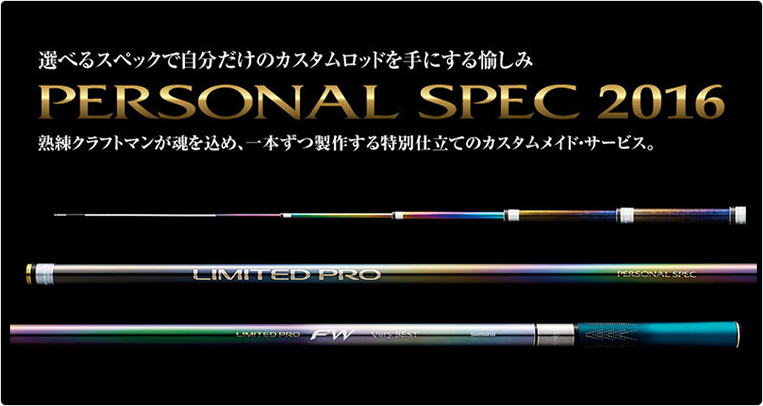 選べるスペックで自分だけのカスタムロッドを手にする愉しみ
PERSONAL SPEC 2016
熟練クラフトマンが魂を込め、一本ずつ製作する特別仕立てのカスタムメイド・サービス。
LIMITED PRO PERSONAL SPEC
LIMITED PRO FW Very BEST SHIMANO